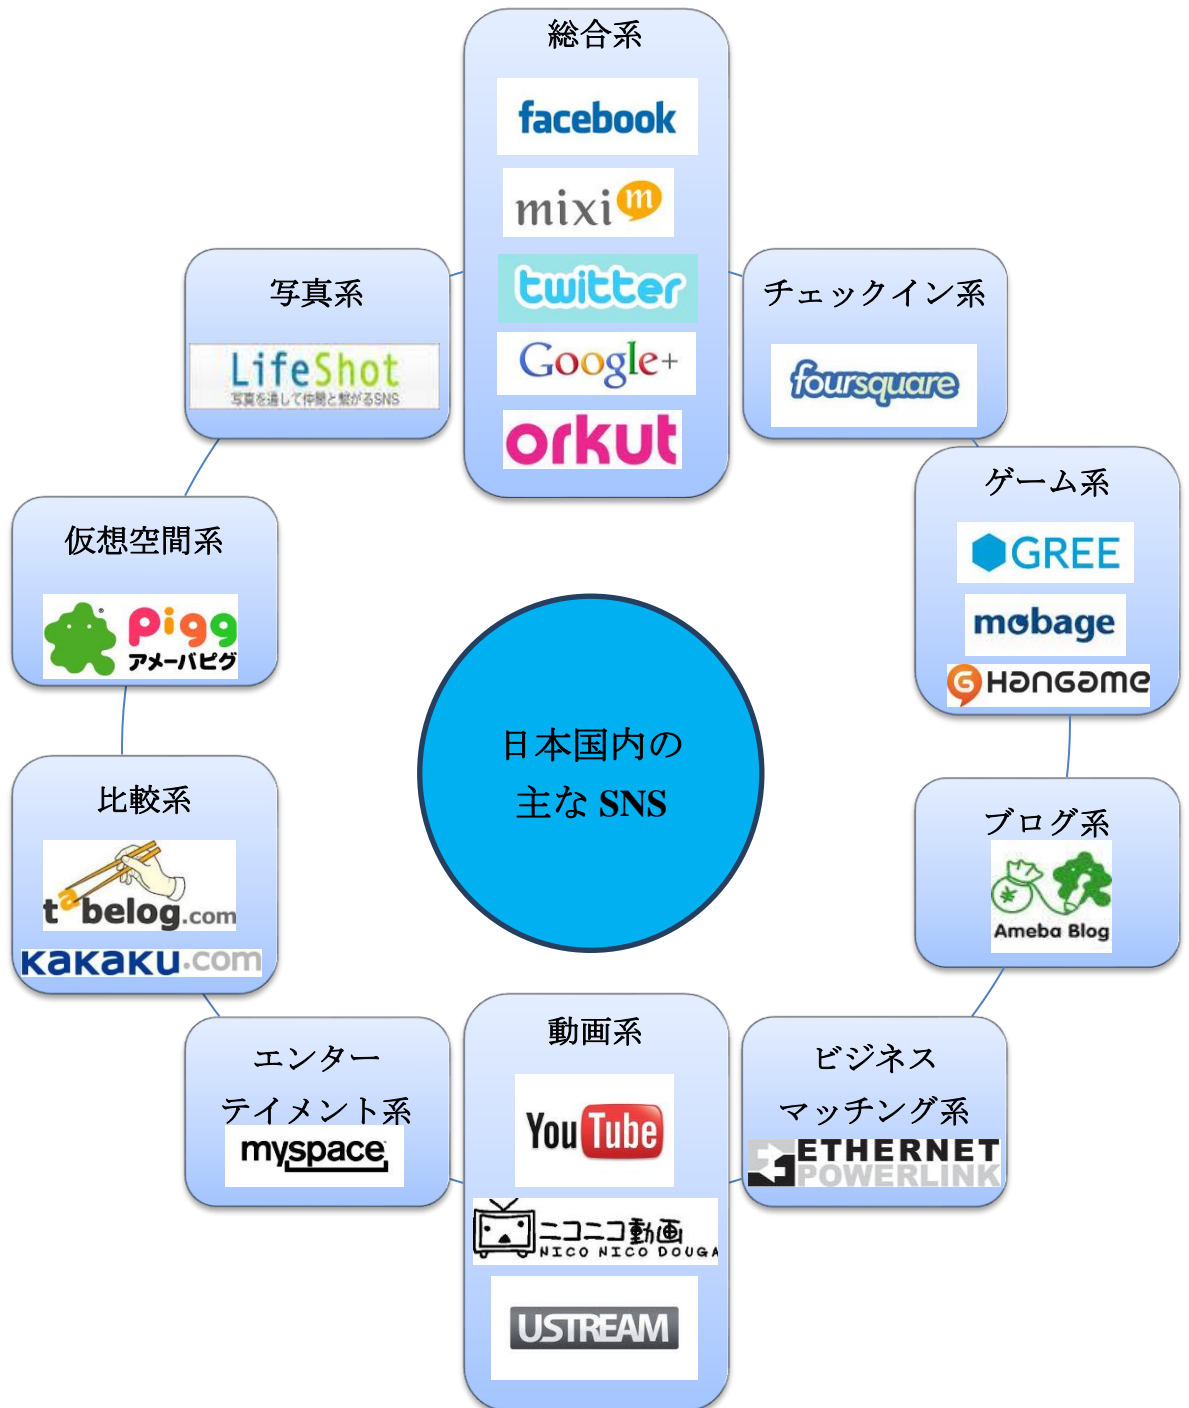 総合系
facebook
mixi
m
twitter
Google+
orkut
チェックイン系
foursquare
ゲーム系
GREE
mobage
G HANGAME
ブログ系
¥
Ameba Blog
ビジネス
マッチング系
ETHERNET
POWERLINK
動画系
YouTube
ニコニコ動画
NICO NICO DOUGA
USTREAM
エンター
テイメント系
myspace
比較系
tabelog.com
kakaku.com
仮想空間系
Pigg
アメーバピグ
写真系
LifeShot
写真を通して仲間と繋がるSNS
日本国内の
主な SNS